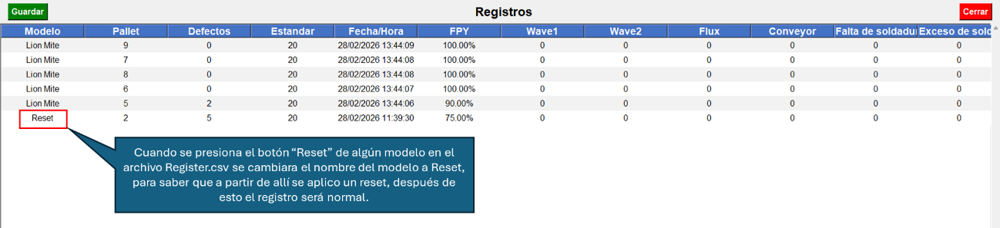 Guardar Registros Cerrar
Modelo Pallet Defectos Estandar Fecha/Hora FPY Wave1 Wave2 Flux Conveyor Falta de soldadu Exceso de sold
Lion Mite 9 0 20 28/02/2026 13:44:09 100.00% 0 0 0 0 0 0
Lion Mite 7 0 20 28/02/2026 13:44:08 100.00% 0 0 0 0 0 0
Lion Mite 8 0 20 28/02/2026 13:44:08 100.00% 0 0 0 0 0 0
Lion Mite 6 0 20 28/02/2026 13:44:07 100.00% 0 0 0 0 0 0
Lion Mite 5 2 20 28/02/2026 13:44:06 90.00% 0 0 0 0 0 0
Reset 2 5 20 28/02/2026 11:39:30 75.00% 0 0 0 0 0 0
Cuando se presiona el botón “Reset” de algún modelo en el
archivo Register.csv se cambiara el nombre del modelo a Reset,
para saber que a partir de allí se aplico un reset, después de
esto el registro será normal.